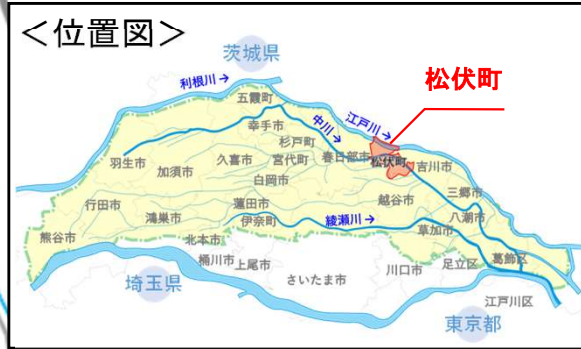 ＜位置図＞
茨城県
松伏町
利根川→
五霞町
江戸川→
幸手市
中川→
杉戸町
羽生市
加須市
久喜市
宮代町
春日部市
松伏町
吉川市
白岡市
三郷市
行田市
蓮田市
越谷市
八潮市
鴻巣市
伊奈町
綾瀬川→
草加市
熊谷市
北本市
桶川市
上尾市
さいたま市
川口市
足立区
葛飾区
埼玉県
江戸川区
東京都